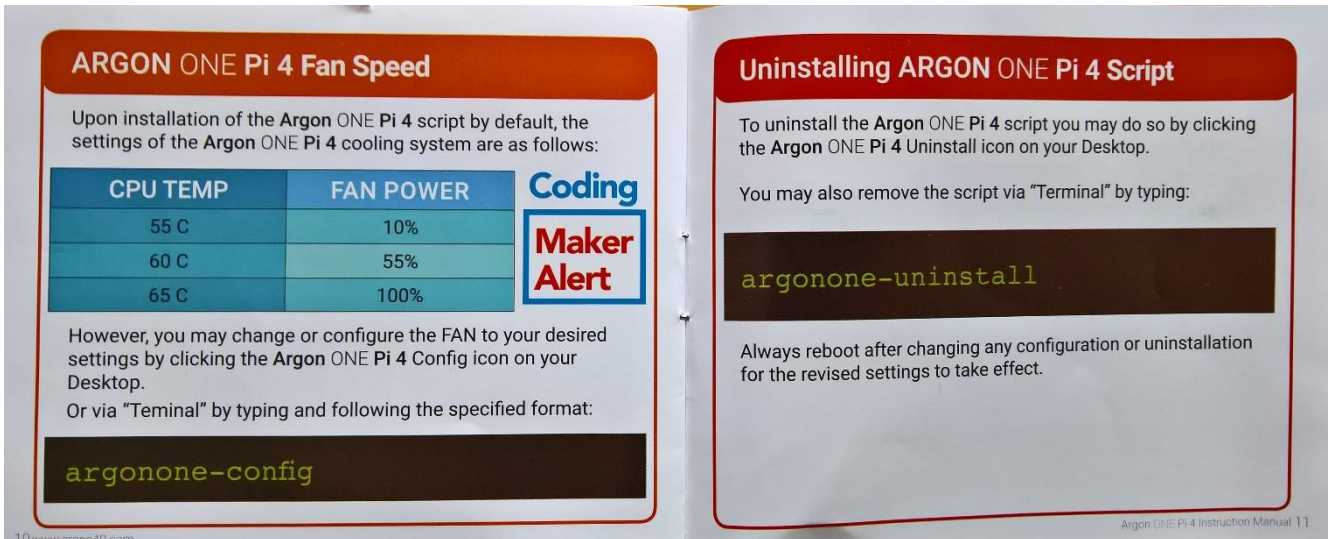 ARGON ONE Pi 4 Fan Speed
Upon installation of the Argon ONE Pi 4 script by default, the
settings of the Argon ONE Pi 4 cooling system are as follows:
CPU TEMP FAN POWER
55 C 10%
60 C 55%
65 C 100%
Coding
Maker
Alert
However, you may change or configure the FAN to your desired
settings by clicking the Argon ONE Pi 4 Config icon on your
Desktop.
Or via “Teminal” by typing and following the specified format:
argonone-config
10 www.argon40.com
Uninstalling ARGON ONE Pi 4 Script
To uninstall the Argon ONE Pi 4 script you may do so by clicking
the Argon ONE Pi 4 Uninstall icon on your Desktop.
You may also remove the script via “Terminal” by typing:
argonone-uninstall
Always reboot after changing any configuration or uninstallation
for the revised settings to take effect.
Argon ONE Pi 4 Instruction Manual 11